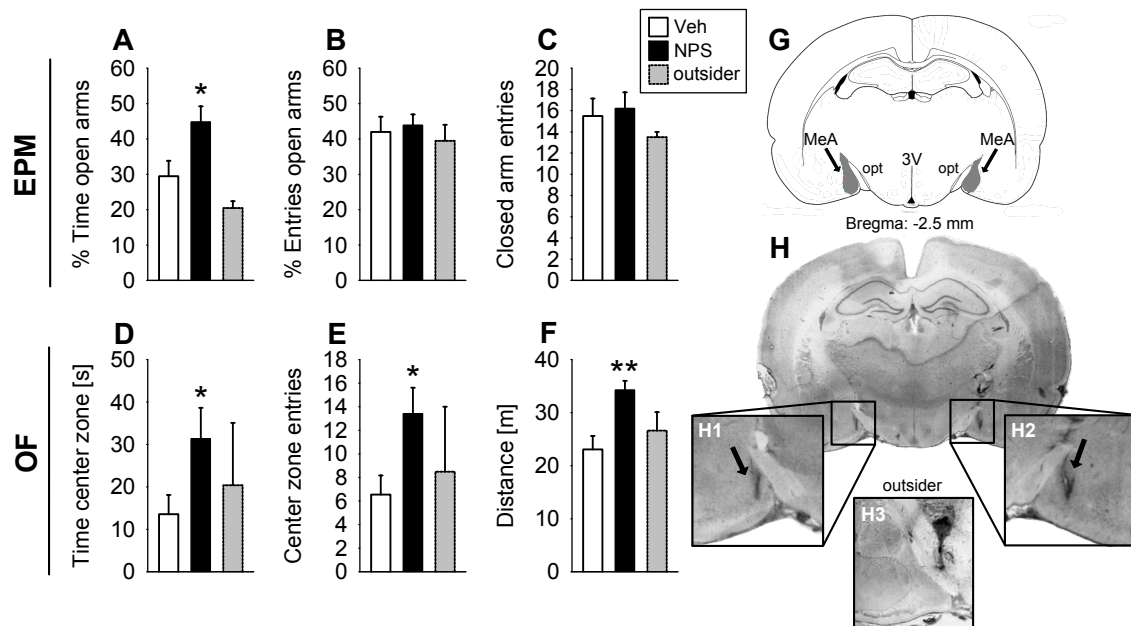 Veh
NPS
outsider
EPM
A
% Time open arms
60
50
40
30
20
10
0
*
B
% Entries open arms
60
50
40
30
20
10
0
C
Closed arm entries
20
18
16
14
12
10
8
6
4
2
0
OF
D
Time center zone [s]
50
40
30
20
10
0
*
E
Center zone entries
18
16
14
12
10
8
6
4
2
0
*
F
Distance [m]
40
30
20
10
0
**
G
MeA
MeA
3V
opt
opt
Bregma: -2.5 mm
H
H1
H2
outsider
H3